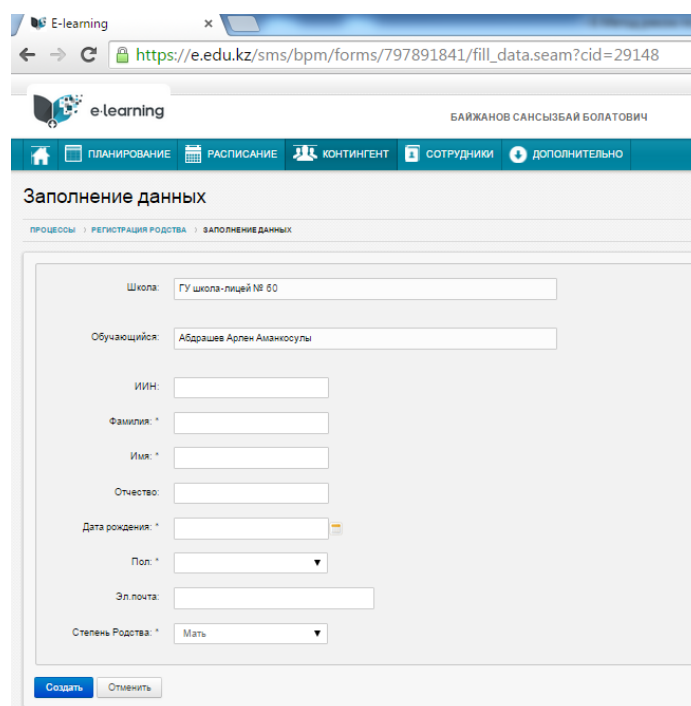 E-learning ×
https://e.edu.kz/sms/bpm/forms/797891841/fill_data.seam?cid=29148
e-learning
БАЙЖАНОВ САНСЫЗБАЙ БОЛАТОВИЧ
ПЛАНИРОВАНИЕ РАСПИСАНИЕ КОНТИНГЕНТ СОТРУДНИКИ ДОПОЛНИТЕЛЬНО
Заполнение данных
ПРОЦЕССЫ > РЕГИСТРАЦИЯ РОДСТВА > ЗАПОЛНЕНИЕ ДАННЫХ
Школа: ГУ школа-лицей № 60
Обучающийся: Абдрашев Арлен Аманкосулы
ИИН:
Фамилия: *
Имя: *
Отчество:
Дата рождения: *
Пол: *
Эл.почта:
Степень Родства: * Мать
Создать Отменить